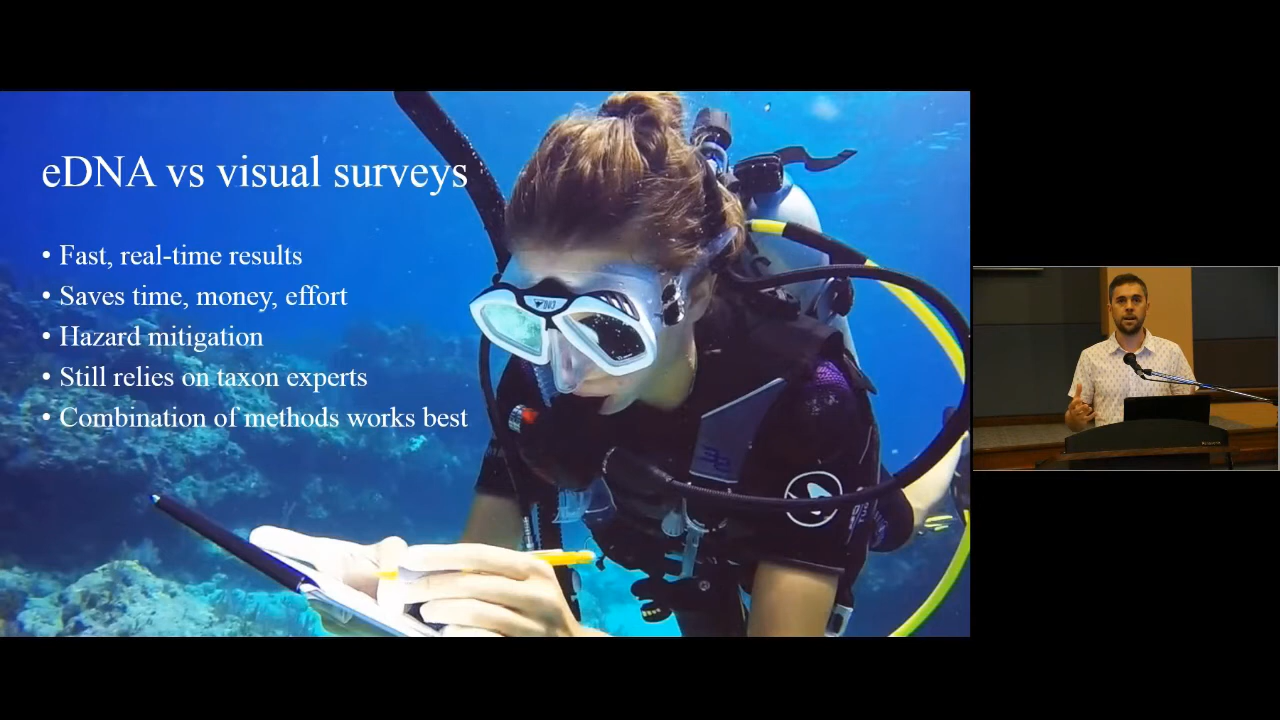 eDNA vs visual surveys
• Fast, real-time results
• Saves time, money, effort
• Hazard mitigation
• Still relies on taxon experts
• Combination of methods works best